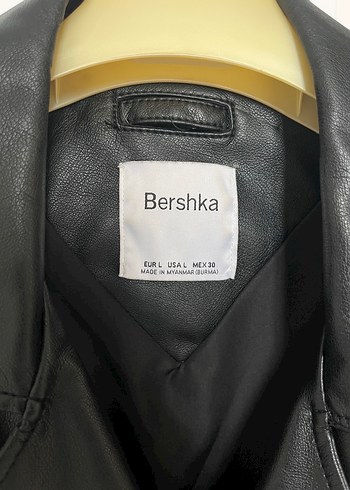 Bershka
EUR L USA L MEX 30
MADE IN MYANMAR (BURMA)